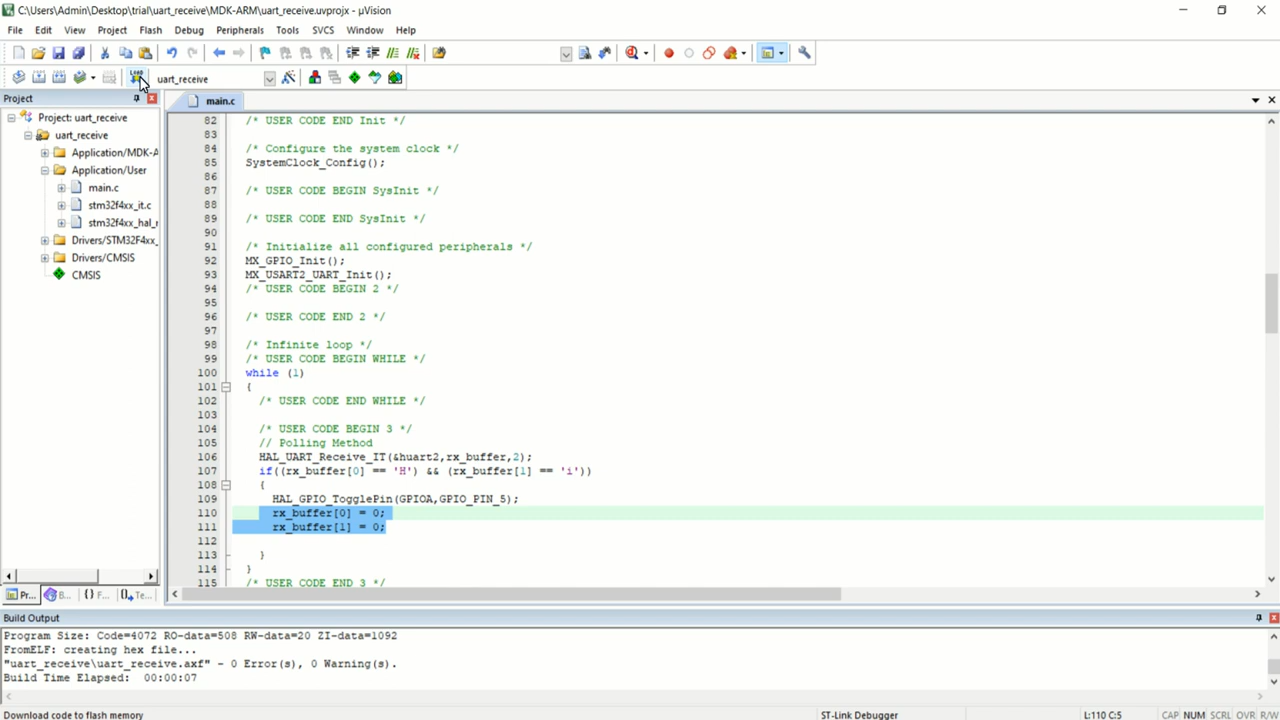 C:\Users\Admin\Desktop\trial\uart_receive\MDK-ARM\uart_receive.uvprojx - µVision
File Edit View Project Flash Debug Peripherals Tools SVCS Window Help
LOAD uart_receive
Project
main.c
Project: uart_receive
uart_receive
Application/MDK-A
Application/User
main.c
stm32f4xx_it.c
stm32f4xx_hal_
Drivers/STM32F4xx_
Drivers/CMSIS
CMSIS
82 /* USER CODE END Init */
83
84 /* Configure the system clock */
85 SystemClock_Config();
86
87 /* USER CODE BEGIN SysInit */
88
89 /* USER CODE END SysInit */
90
91 /* Initialize all configured peripherals */
92 MX_GPIO_Init();
93 MX_USART2_UART_Init();
94 /* USER CODE BEGIN 2 */
95
96 /* USER CODE END 2 */
97
98 /* Infinite loop */
99 /* USER CODE BEGIN WHILE */
100 while (1)
101 {
102 /* USER CODE END WHILE */
103
104 /* USER CODE BEGIN 3 */
105 // Polling Method
106 HAL_UART_Receive_IT(&huart2,rx_buffer,2);
107 if((rx_buffer[0] == 'H') && (rx_buffer[1] == 'i'))
108 {
109 HAL_GPIO_TogglePin(GPIOA,GPIO_PIN_5);
110 rx_buffer[0] = 0;
111 rx_buffer[1] = 0;
112
113 }
114 }
115 /* USER CODE END 3 */
Pr... B... {} F... Te...
Build Output
Program Size: Code=4072 RO-data=508 RW-data=20 ZI-data=1092
FromELF: creating hex file...
"uart_receive\uart_receive.axf" - 0 Error(s), 0 Warning(s).
Build Time Elapsed: 00:00:07
Download code to flash memory ST-Link Debugger L:110 C:5 CAP NUM SCRL OVR R/W